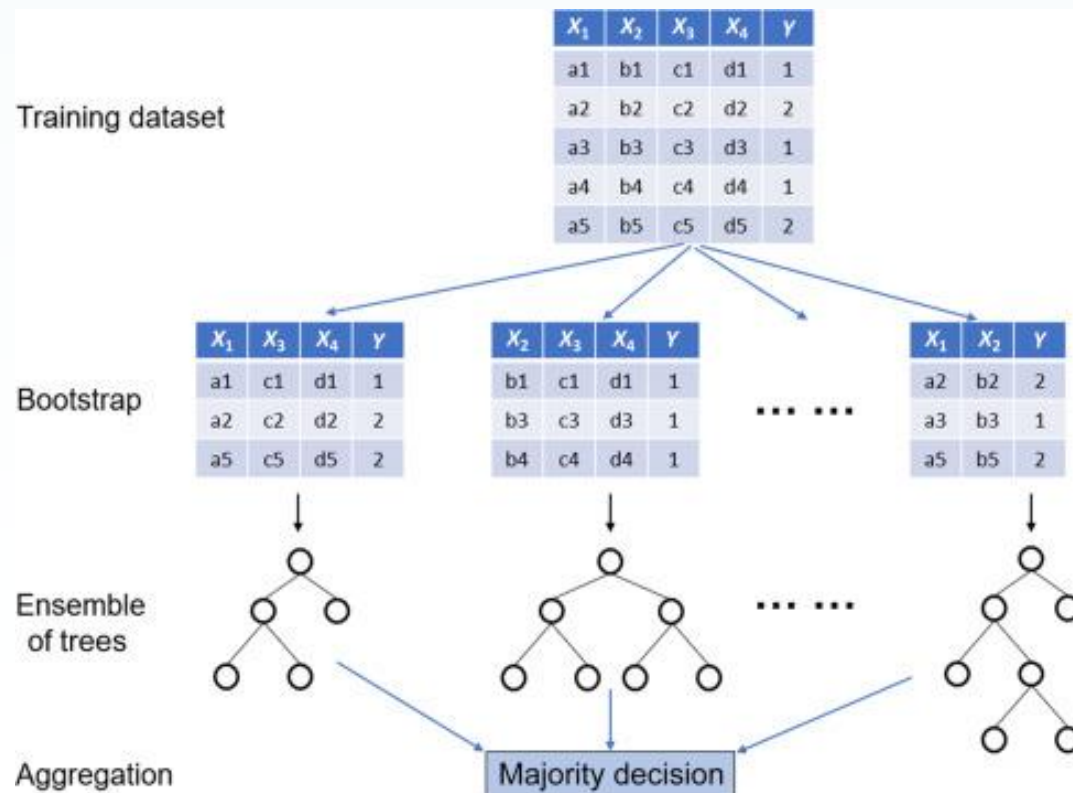 X₁ X₂ X₃ X₄ Y
a1 b1 c1 d1 1
Training dataset
a2 b2 c2 d2 2
a3 b3 c3 d3 1
a4 b4 c4 d4 1
a5 b5 c5 d5 2
X₁ X₃ X₄ Y
a1 c1 d1 1
a2 c2 d2 2
a5 c5 d5 2
X₂ X₃ X₄ Y
b1 c1 d1 1
b3 c3 d3 1
b4 c4 d4 1
... ...
X₁ X₂ Y
a2 b2 2
a3 b3 1
a5 b5 2
Bootstrap
Ensemble
of trees
... ...
Aggregation
Majority decision